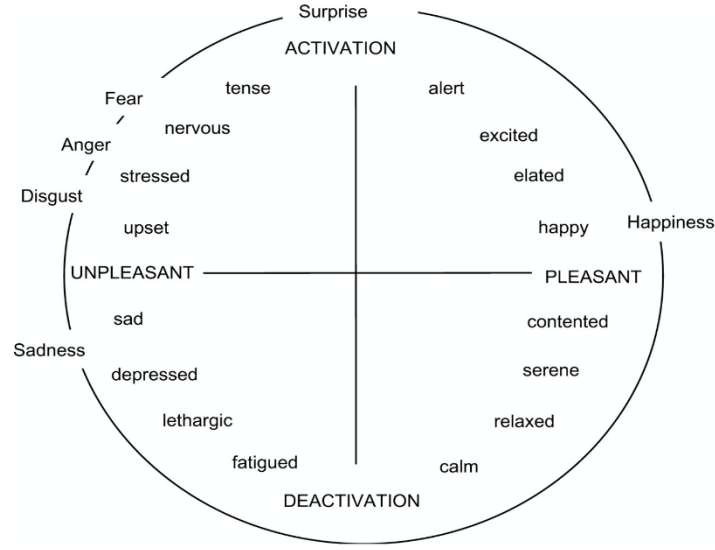 Surprise
ACTIVATION
tense
alert
Fear
nervous
excited
Anger
stressed
elated
Disgust
upset
happy
Happiness
UNPLEASANT
PLEASANT
sad
contented
Sadness
depressed
serene
lethargic
relaxed
fatigued
calm
DEACTIVATION